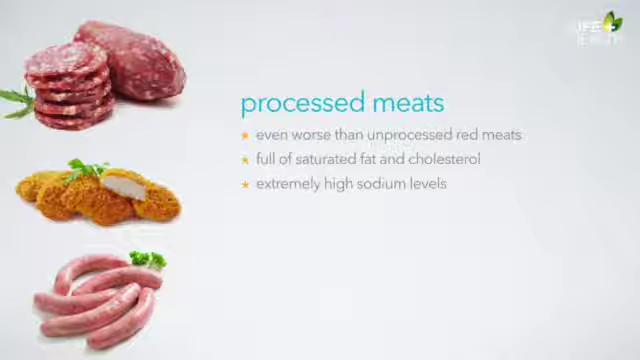 processed meats
even worse than unprocessed red meats
full of saturated fat and cholesterol
extremely high sodium levels